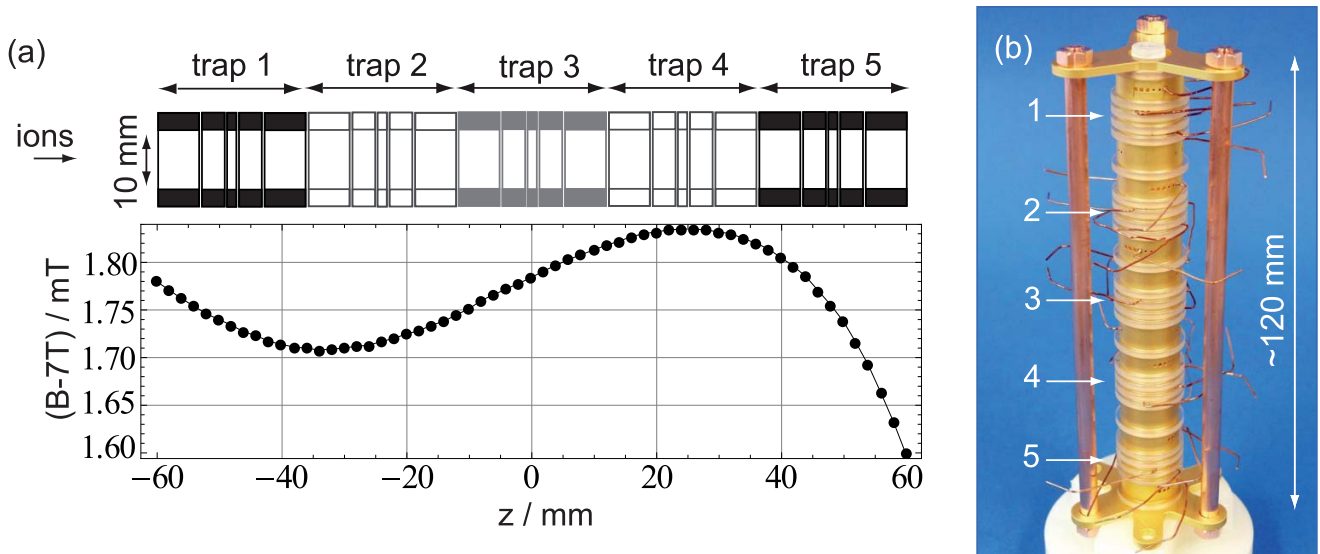 (a)
trap 1 trap 2 trap 3 trap 4 trap 5
ions
10 mm
(B-7T) / mT
1.80
1.75
1.70
1.65
1.60
−60 −40 −20 0 20 40 60
z / mm
(b)
1
2
3
4
5
~120 mm